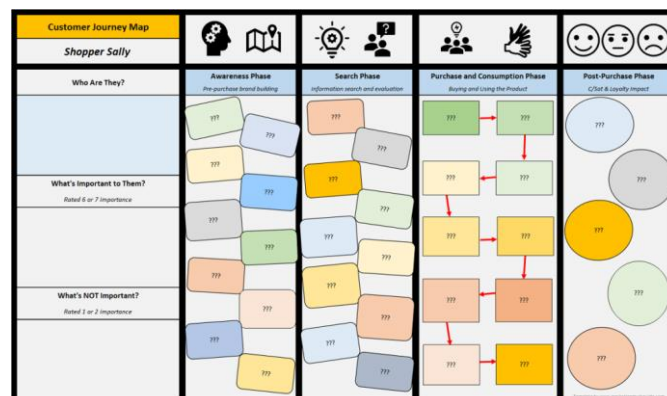 Customer Journey Map
Shopper Sally
Who Are They?
What's Important to Them?
Rated 6 or 7 importance
What's NOT Important?
Rated 1 or 2 importance
?
Awareness Phase
Pre-purchase brand building
???
???
???
???
???
???
???
???
???
???
Search Phase
Information search and evaluation
???
???
???
???
???
???
???
???
???
???
Purchase and Consumption Phase
Buying and Using the Product
???
???
???
???
???
???
???
???
???
???
Post-Purchase Phase
C/Sat & Loyalty Impact
???
???
???
???
???